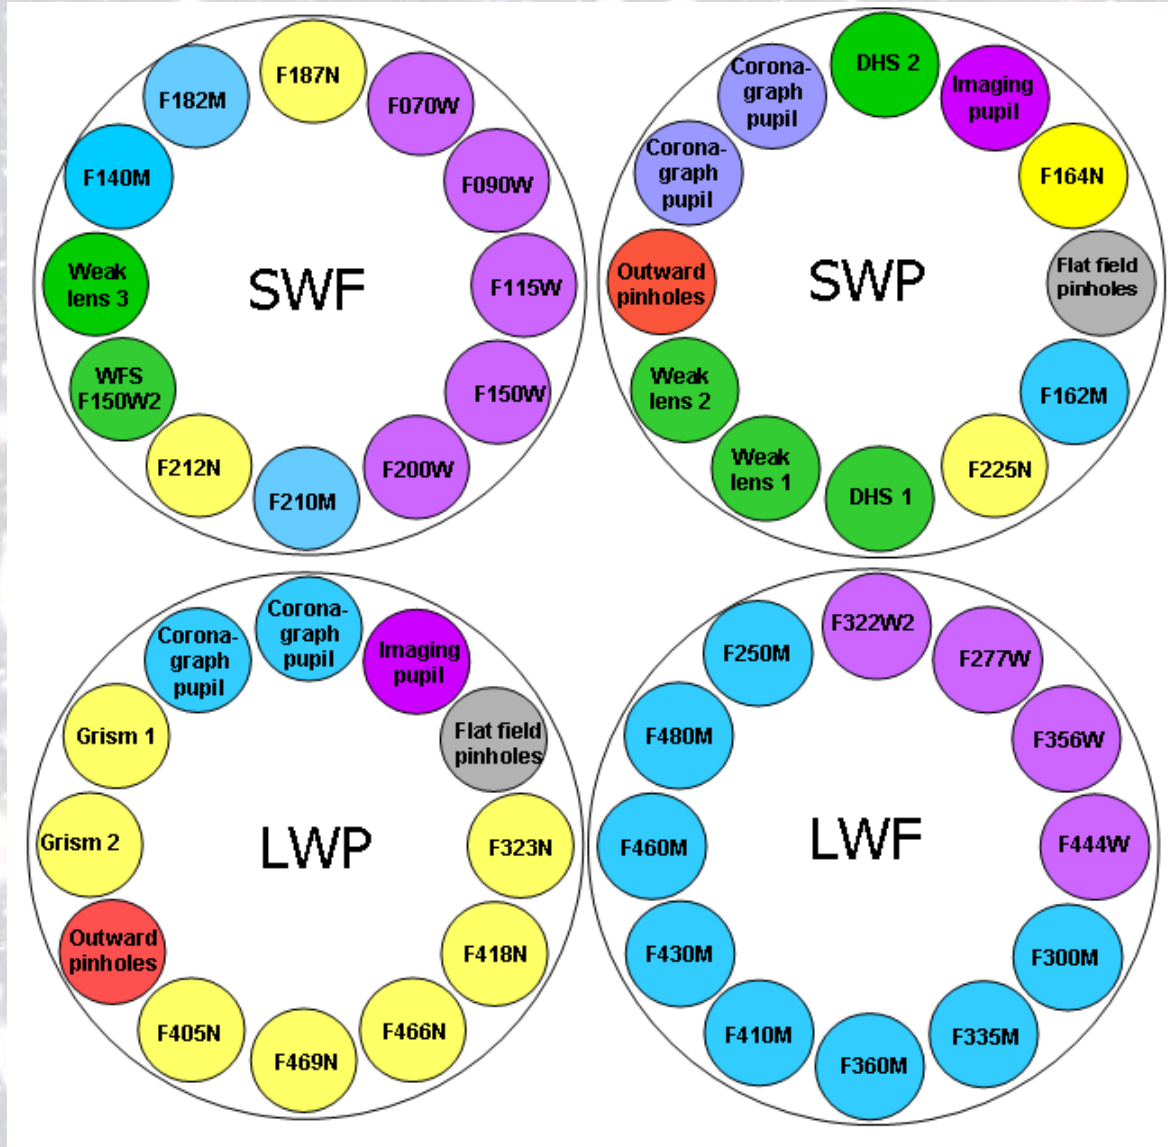 F187N
F070W
F090W
F115W
F150W
F200W
F210M
F212N
WFS
F150W2
Weak
lens 3
F140M
F182M
SWF
DHS 2
Imaging
pupil
F164N
Flat field
pinholes
F162M
F225N
DHS 1
Weak
lens 1
Weak
lens 2
Outward
pinholes
Corona-
graph
pupil
Corona-
graph
pupil
SWP
Corona-
graph
pupil
Imaging
pupil
Flat field
pinholes
F323N
F418N
F466N
F469N
F405N
Outward
pinholes
Grism 2
Grism 1
Corona-
graph
pupil
LWP
F322W2
F277W
F356W
F444W
F300M
F335M
F360M
F410M
F430M
F460M
F480M
F250M
LWF